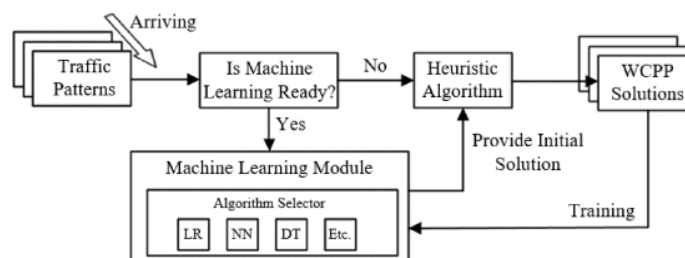 Arriving
Traffic
Patterns
Is Machine
Learning Ready?
No
Heuristic
Algorithm
WCPP
Solutions
Yes
Provide Initial
Solution
Machine Learning Module
Algorithm Selector
LR
NN
DT
Etc.
Training